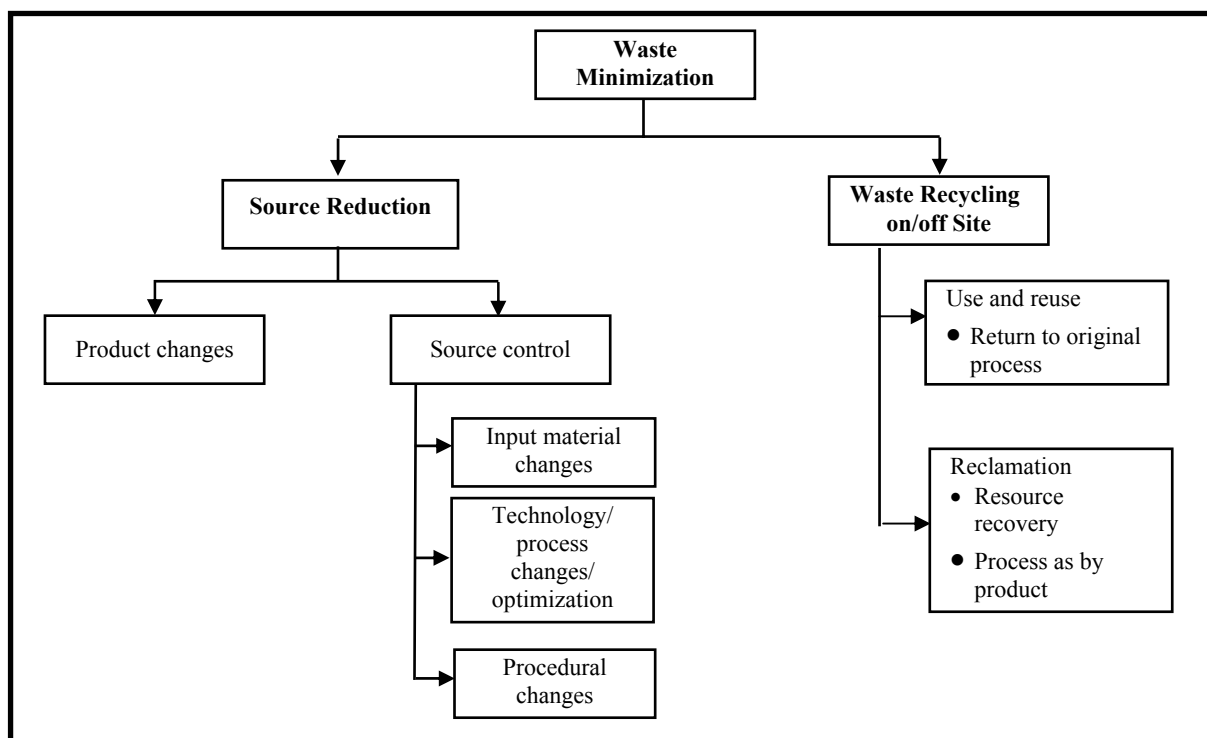 Waste
Minimization
Source Reduction
Waste Recycling
on/off Site
Product changes
Source control
Input material
changes
Technology/
process
changes/
optimization
Procedural
changes
Use and reuse
● Return to original
process
Reclamation
● Resource
recovery
● Process as by
product